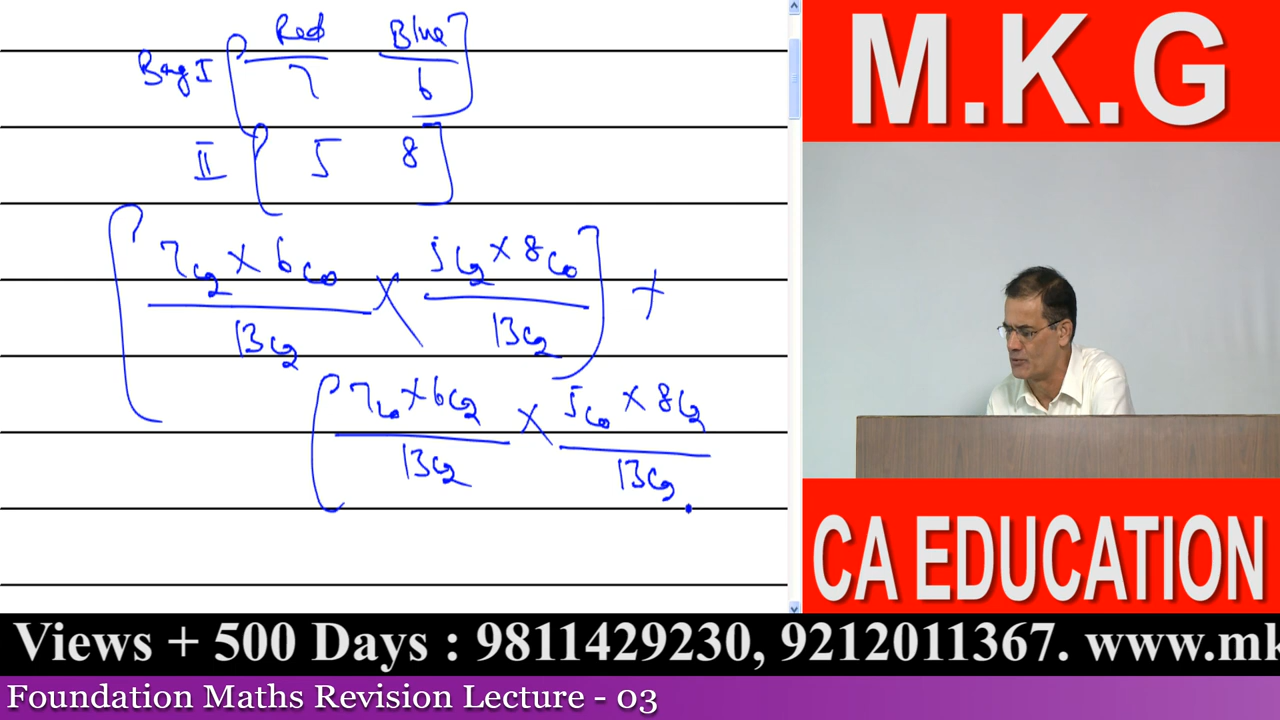 Red Blue
Bag I 7 6
II 5 8
7c2 × 6c0 × 5c2 × 8c0 +
13c2 13c2
7c0 × 6c2 × 5c0 × 8c2
13c2 13c2
M.K.G
CA EDUCATION
Views + 500 Days : 9811429230, 9212011367. www.mk
Foundation Maths Revision Lecture - 03